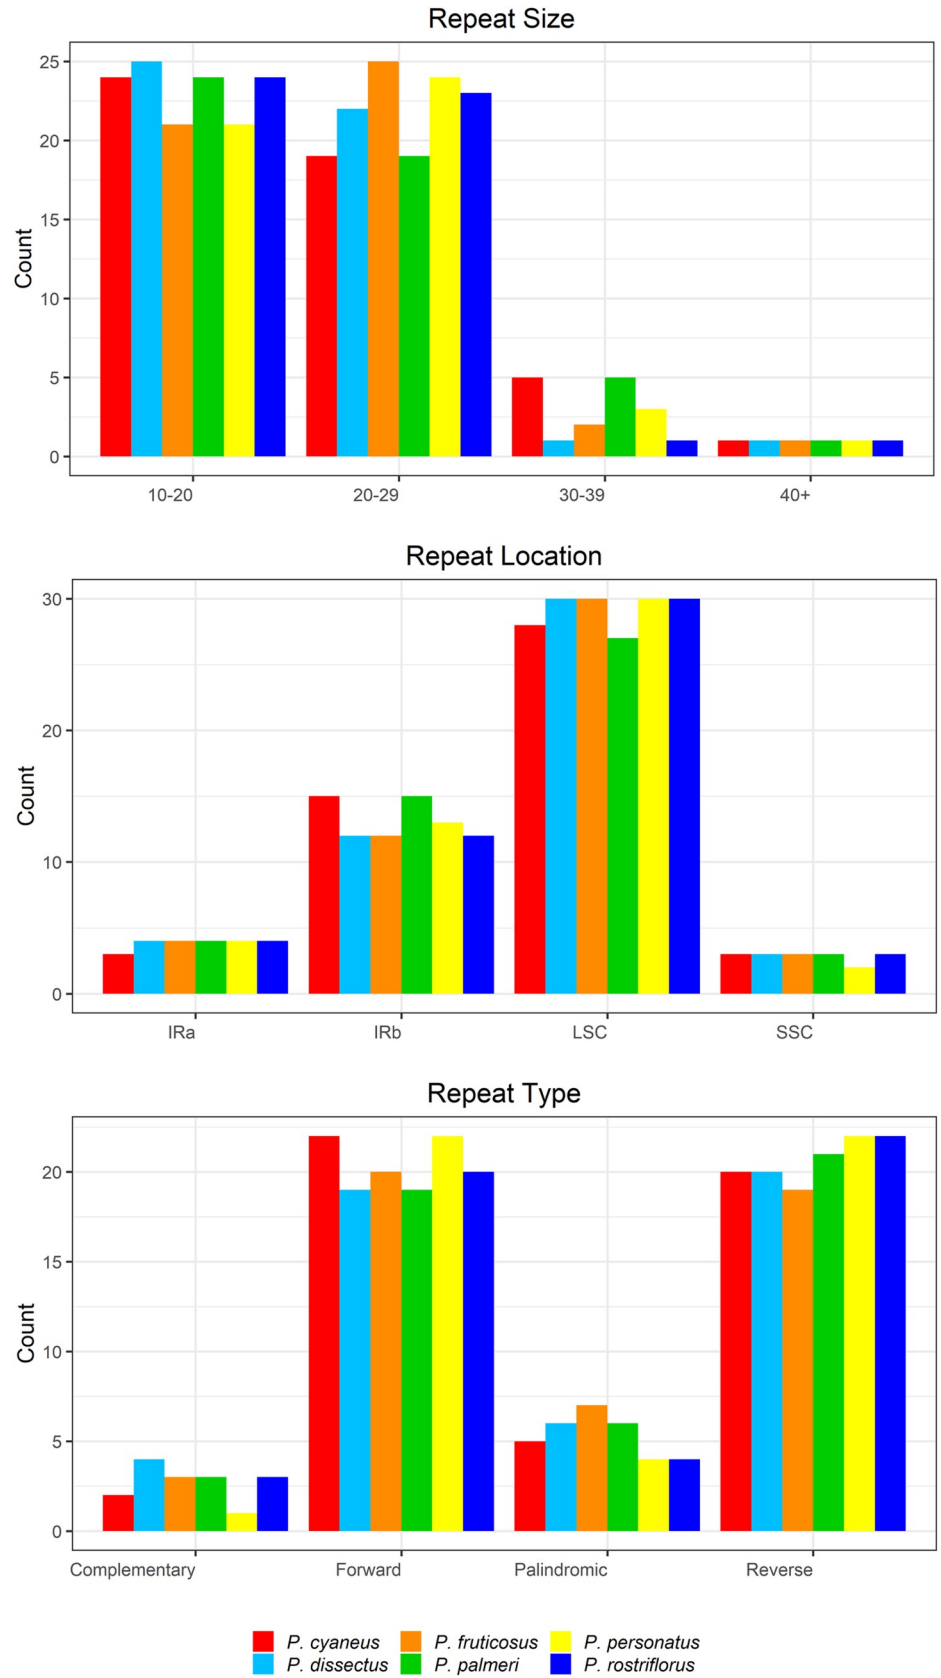 Repeat Size
Count
25
20
15
10
5
0
10-20 20-29 30-39 40+
Repeat Location
Count
30
20
10
0
IRa IRb LSC SSC
Repeat Type
Count
20
15
10
5
0
Complementary Forward Palindromic Reverse
P. cyaneus P. fruticosus P. personatus
P. dissectus P. palmeri P. rostriflorus